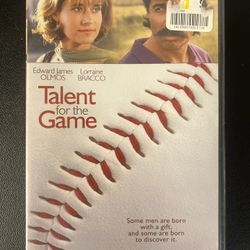 Edward James Lorraine
OLMOS BRACCO
Talent
for the
Game
Some men are born
with a gift,
and some are born
to discover it.